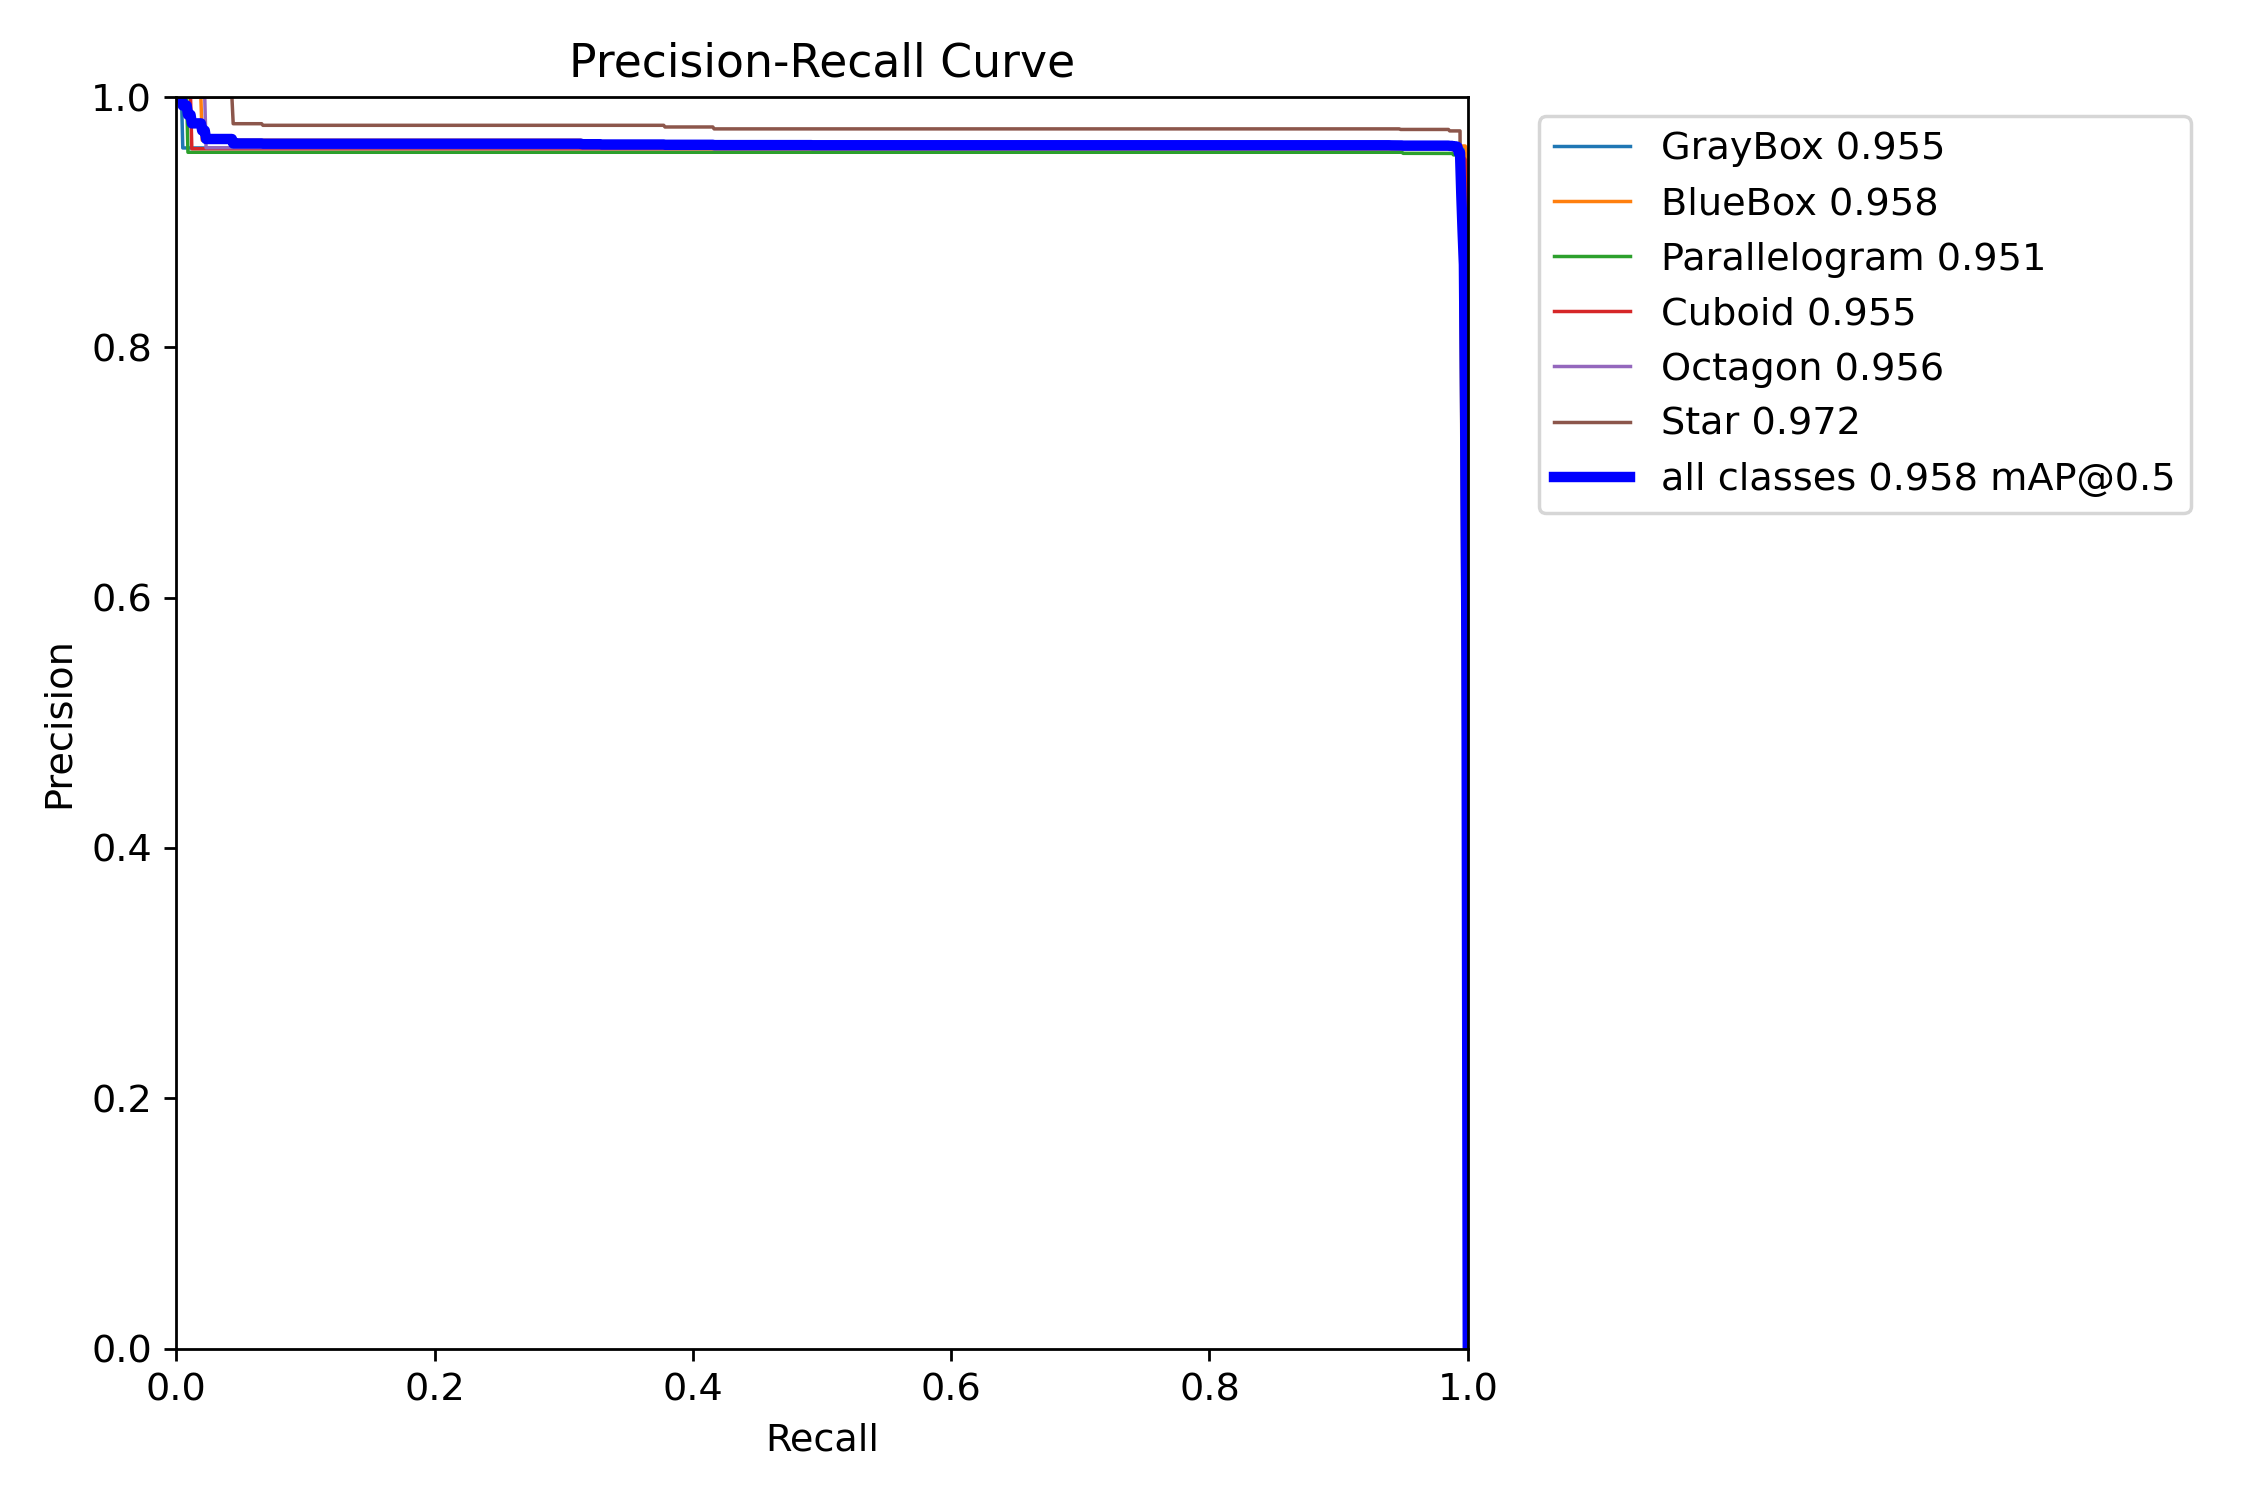 Precision-Recall Curve
1.0
0.8
0.6
0.4
0.2
0.0
Precision
0.0 0.2 0.4 0.6 0.8 1.0
Recall
GrayBox 0.955
BlueBox 0.958
Parallelogram 0.951
Cuboid 0.955
Octagon 0.956
Star 0.972
all classes 0.958 mAP@0.5